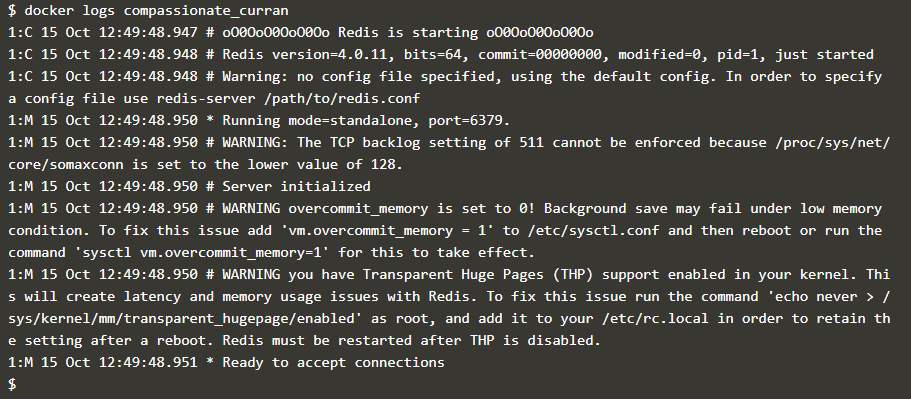 $ docker logs compassionate_curran
1:C 15 Oct 12:49:48.947 # oO0OoO0OoO0Oo Redis is starting oO0OoO0OoO0Oo
1:C 15 Oct 12:49:48.948 # Redis version=4.0.11, bits=64, commit=00000000, modified=0, pid=1, just started
1:C 15 Oct 12:49:48.948 # Warning: no config file specified, using the default config. In order to specify
a config file use redis-server /path/to/redis.conf
1:M 15 Oct 12:49:48.950 * Running mode=standalone, port=6379.
1:M 15 Oct 12:49:48.950 # WARNING: The TCP backlog setting of 511 cannot be enforced because /proc/sys/net/
core/somaxconn is set to the lower value of 128.
1:M 15 Oct 12:49:48.950 # Server initialized
1:M 15 Oct 12:49:48.950 # WARNING overcommit_memory is set to 0! Background save may fail under low memory
condition. To fix this issue add 'vm.overcommit_memory = 1' to /etc/sysctl.conf and then reboot or run the
command 'sysctl vm.overcommit_memory=1' for this to take effect.
1:M 15 Oct 12:49:48.950 # WARNING you have Transparent Huge Pages (THP) support enabled in your kernel. Thi
s will create latency and memory usage issues with Redis. To fix this issue run the command 'echo never > /
sys/kernel/mm/transparent_hugepage/enabled' as root, and add it to your /etc/rc.local in order to retain th
e setting after a reboot. Redis must be restarted after THP is disabled.
1:M 15 Oct 12:49:48.951 * Ready to accept connections
$